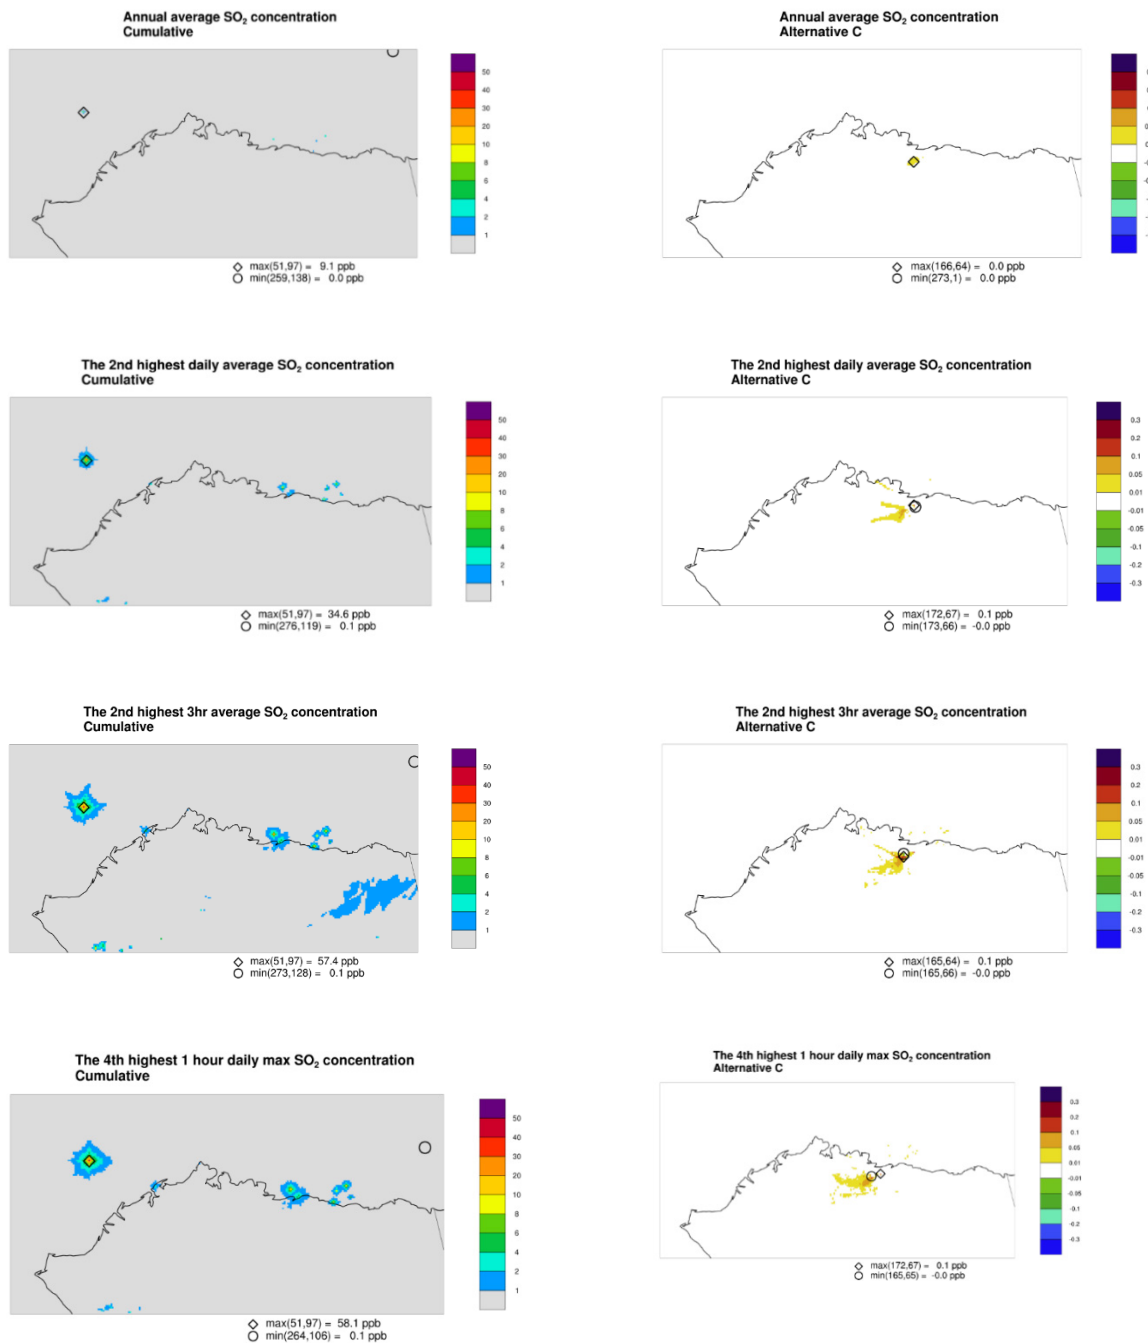 Annual average SO₂ concentration
Cumulative
50
40
30
20
10
8
6
4
2
1
max(51,97) = 9.1 ppb
min(259,138) = 0.0 ppb
Annual average SO₂ concentration
Alternative C
max(166,64) = 0.0 ppb
min(273,1) = 0.0 ppb
The 2nd highest daily average SO₂ concentration
Cumulative
50
40
30
20
10
8
6
4
2
1
max(51,97) = 34.6 ppb
min(276,119) = 0.1 ppb
The 2nd highest daily average SO₂ concentration
Alternative C
0.3
0.2
0.1
0.05
0.01
-0.01
-0.05
-0.1
-0.2
-0.3
max(172,67) = 0.1 ppb
min(173,66) = -0.0 ppb
The 2nd highest 3hr average SO₂ concentration
Cumulative
50
40
30
20
10
8
6
4
2
1
max(51,97) = 57.4 ppb
min(273,128) = 0.1 ppb
The 2nd highest 3hr average SO₂ concentration
Alternative C
0.3
0.2
0.1
0.05
0.01
-0.01
-0.05
-0.1
-0.2
-0.3
max(165,64) = 0.1 ppb
min(165,66) = -0.0 ppb
The 4th highest 1 hour daily max SO₂ concentration
Cumulative
50
40
30
20
10
8
6
4
2
1
max(51,97) = 58.1 ppb
min(264,106) = 0.1 ppb
The 4th highest 1 hour daily max SO₂ concentration
Alternative C
0.3
0.2
0.1
0.05
0.01
-0.01
-0.05
-0.1
-0.2
-0.3
max(172,67) = 0.1 ppb
min(165,65) = -0.0 ppb